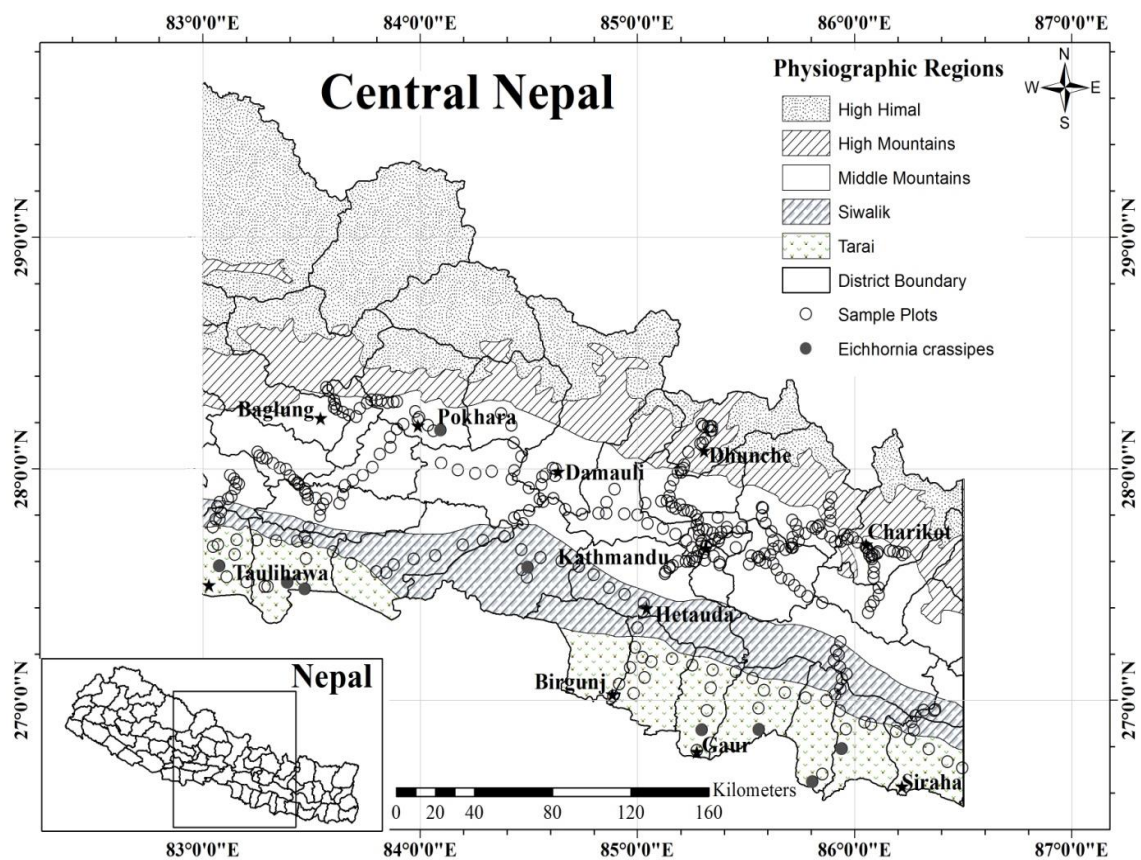 83°0'0"E 84°0'0"E 85°0'0"E 86°0'0"E 87°0'0"E
Central Nepal
Physiographic Regions
N
W E
S
High Himal
High Mountains
Middle Mountains
Siwalik
Tarai
District Boundary
Sample Plots
Eichhornia crassipes
29°0'0"N 29°0'0"N
Baglung
Pokhara
Dhunche
28°0'0"N 28°0'0"N
Damauli
Charikot
Kathmandu
Taulihawa
Hetauda
Nepal
Birgunj
27°0'0"N 27°0'0"N
Gaur
Siraha
Kilometers
0 10 20 40 80 120 160
83°0'0"E 84°0'0"E 85°0'0"E 86°0'0"E 87°0'0"E